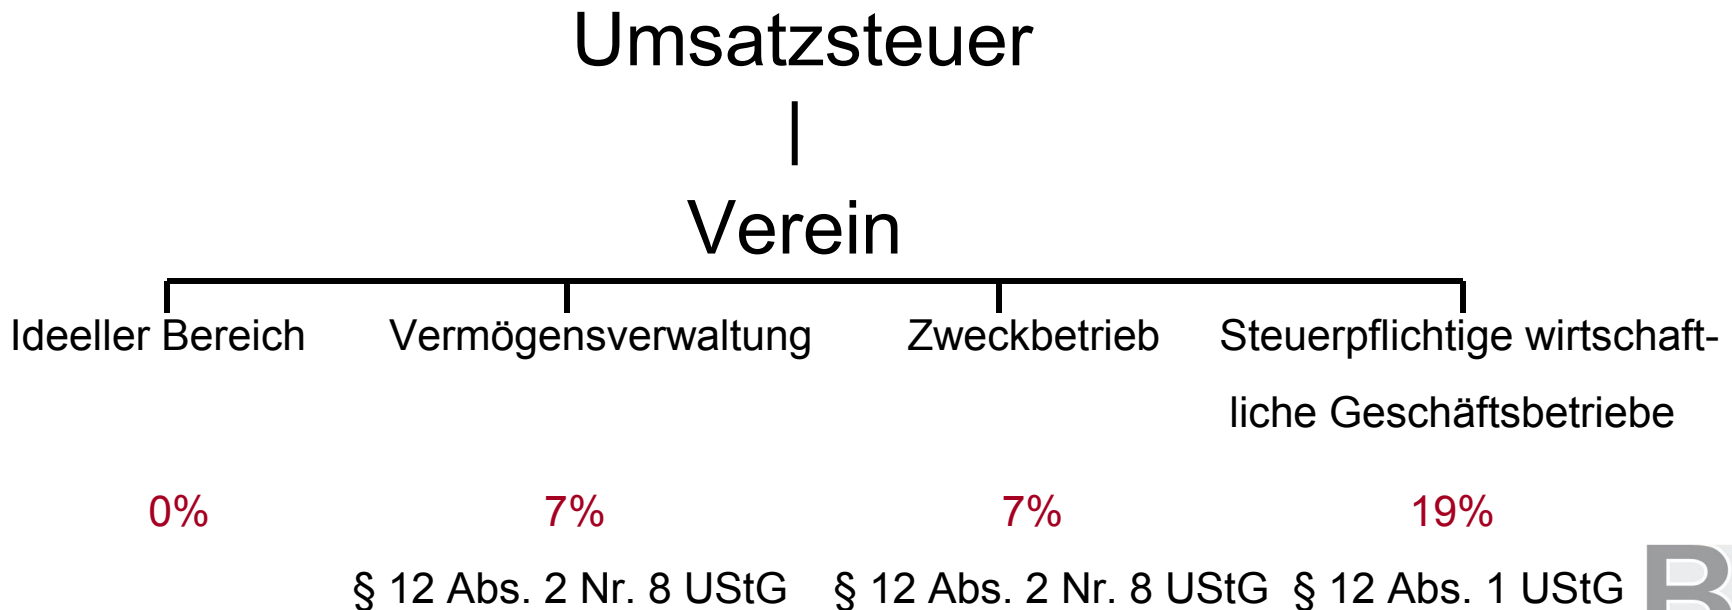 Umsatzsteuer
Verein
Ideeller Bereich Vermögensverwaltung Zweckbetrieb Steuerpflichtige wirtschaft-
liche Geschäftsbetriebe
0% 7% 7% 19%
§ 12 Abs. 2 Nr. 8 UStG § 12 Abs. 2 Nr. 8 UStG § 12 Abs. 1 UStG
B